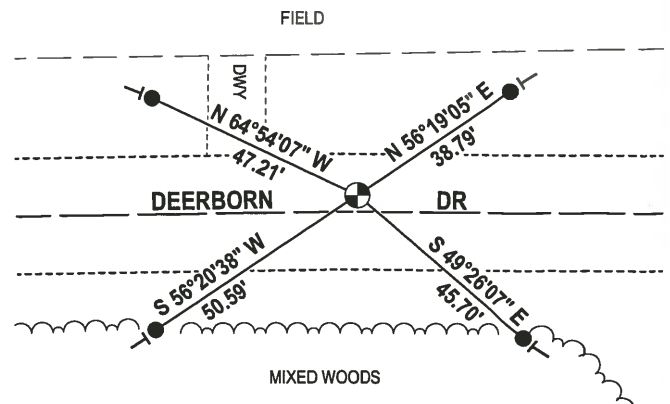 FIELD
DWY
N 64°54'07" W
47.21'
N 56°19'05" E
38.79'
DEERBORN DR
S 56°20'38" W
50.59'
S 49°26'07" E
45.70'
MIXED WOODS